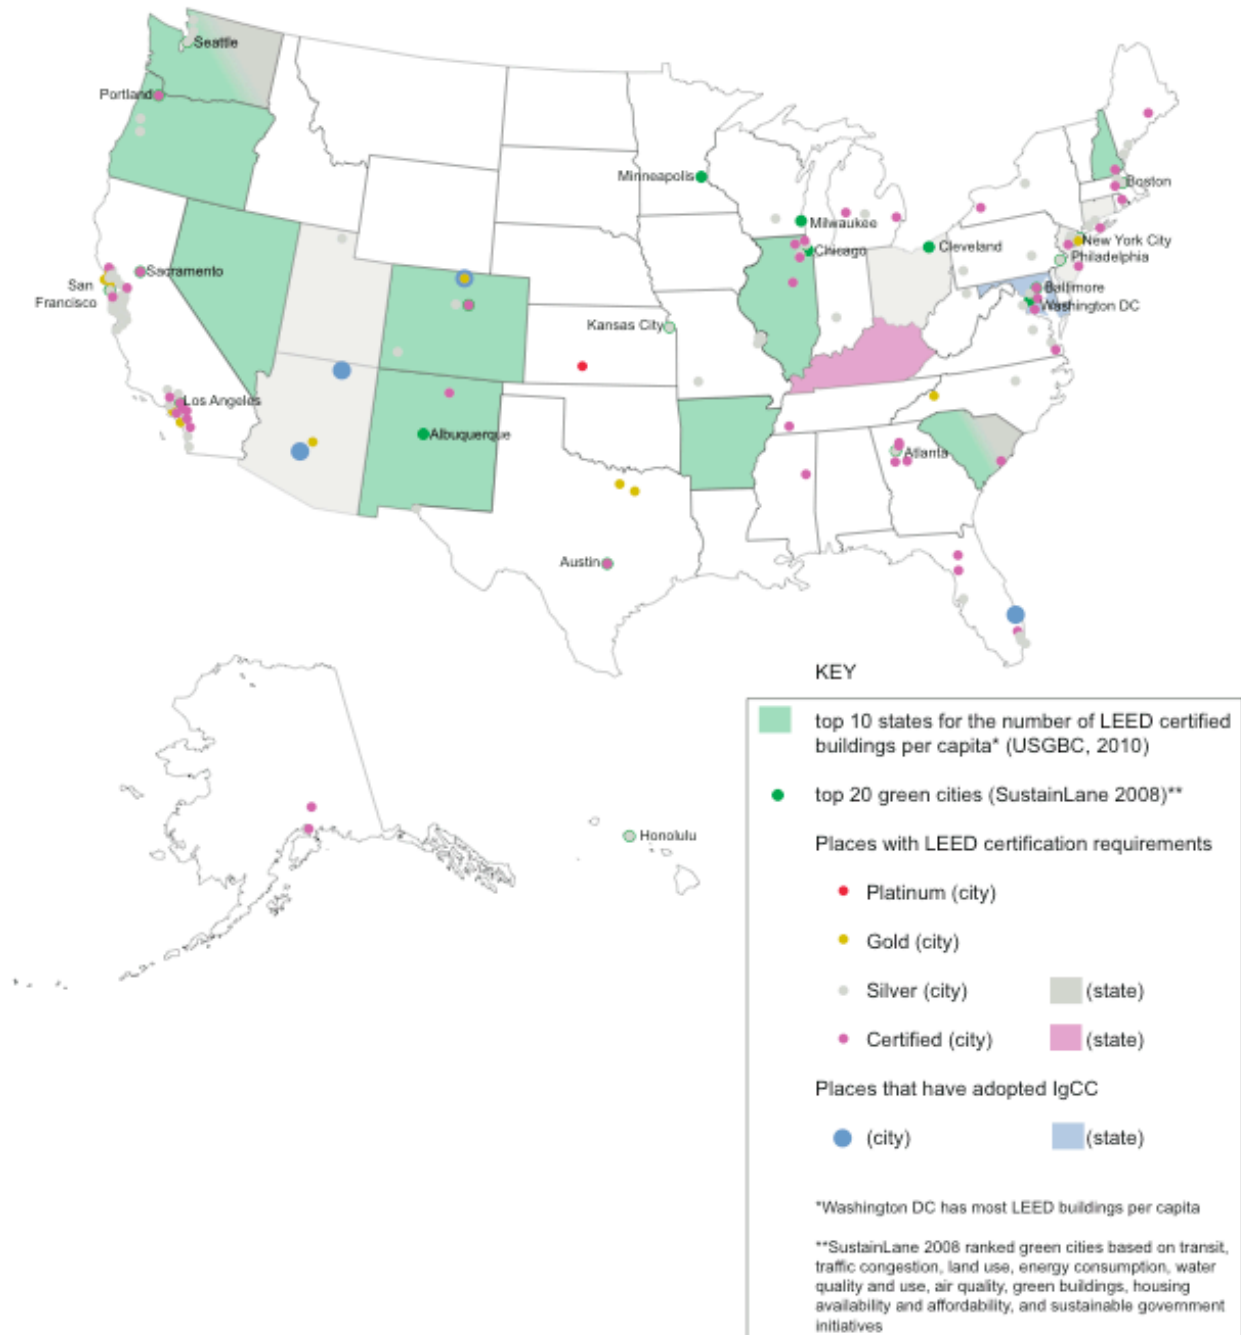 Seattle
Portland
Minneapolis
Boston
Milwaukee
New York City
Cleveland
Chicago
Philadelphia
Sacramento
San
Francisco
Baltimore
Washington DC
Kansas City
Los Angeles
Albuquerque
Atlanta
Austin
Honolulu
KEY
top 10 states for the number of LEED certified
buildings per capita* (USGBC, 2010)
top 20 green cities (SustainLane 2008)**
Places with LEED certification requirements
Platinum (city)
Gold (city)
Silver (city) (state)
Certified (city) (state)
Places that have adopted IgCC
(city) (state)
*Washington DC has most LEED buildings per capita
**SustainLane 2008 ranked green cities based on transit,
traffic congestion, land use, energy consumption, water
quality and use, air quality, green buildings, housing
availability and affordability, and sustainable government
initiatives